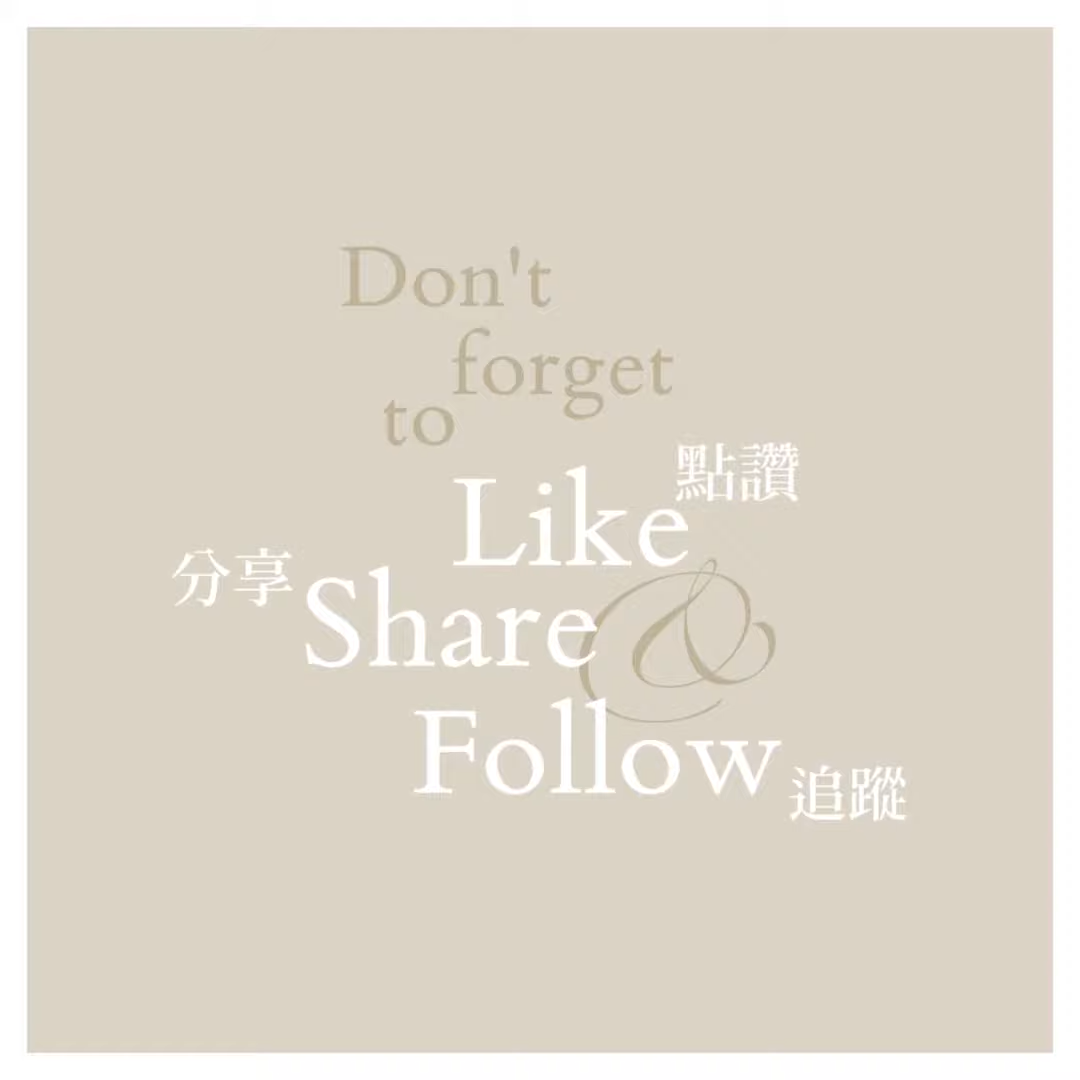 Don't
forget
to
點讚
Like
分享
Share &
Follow
追蹤